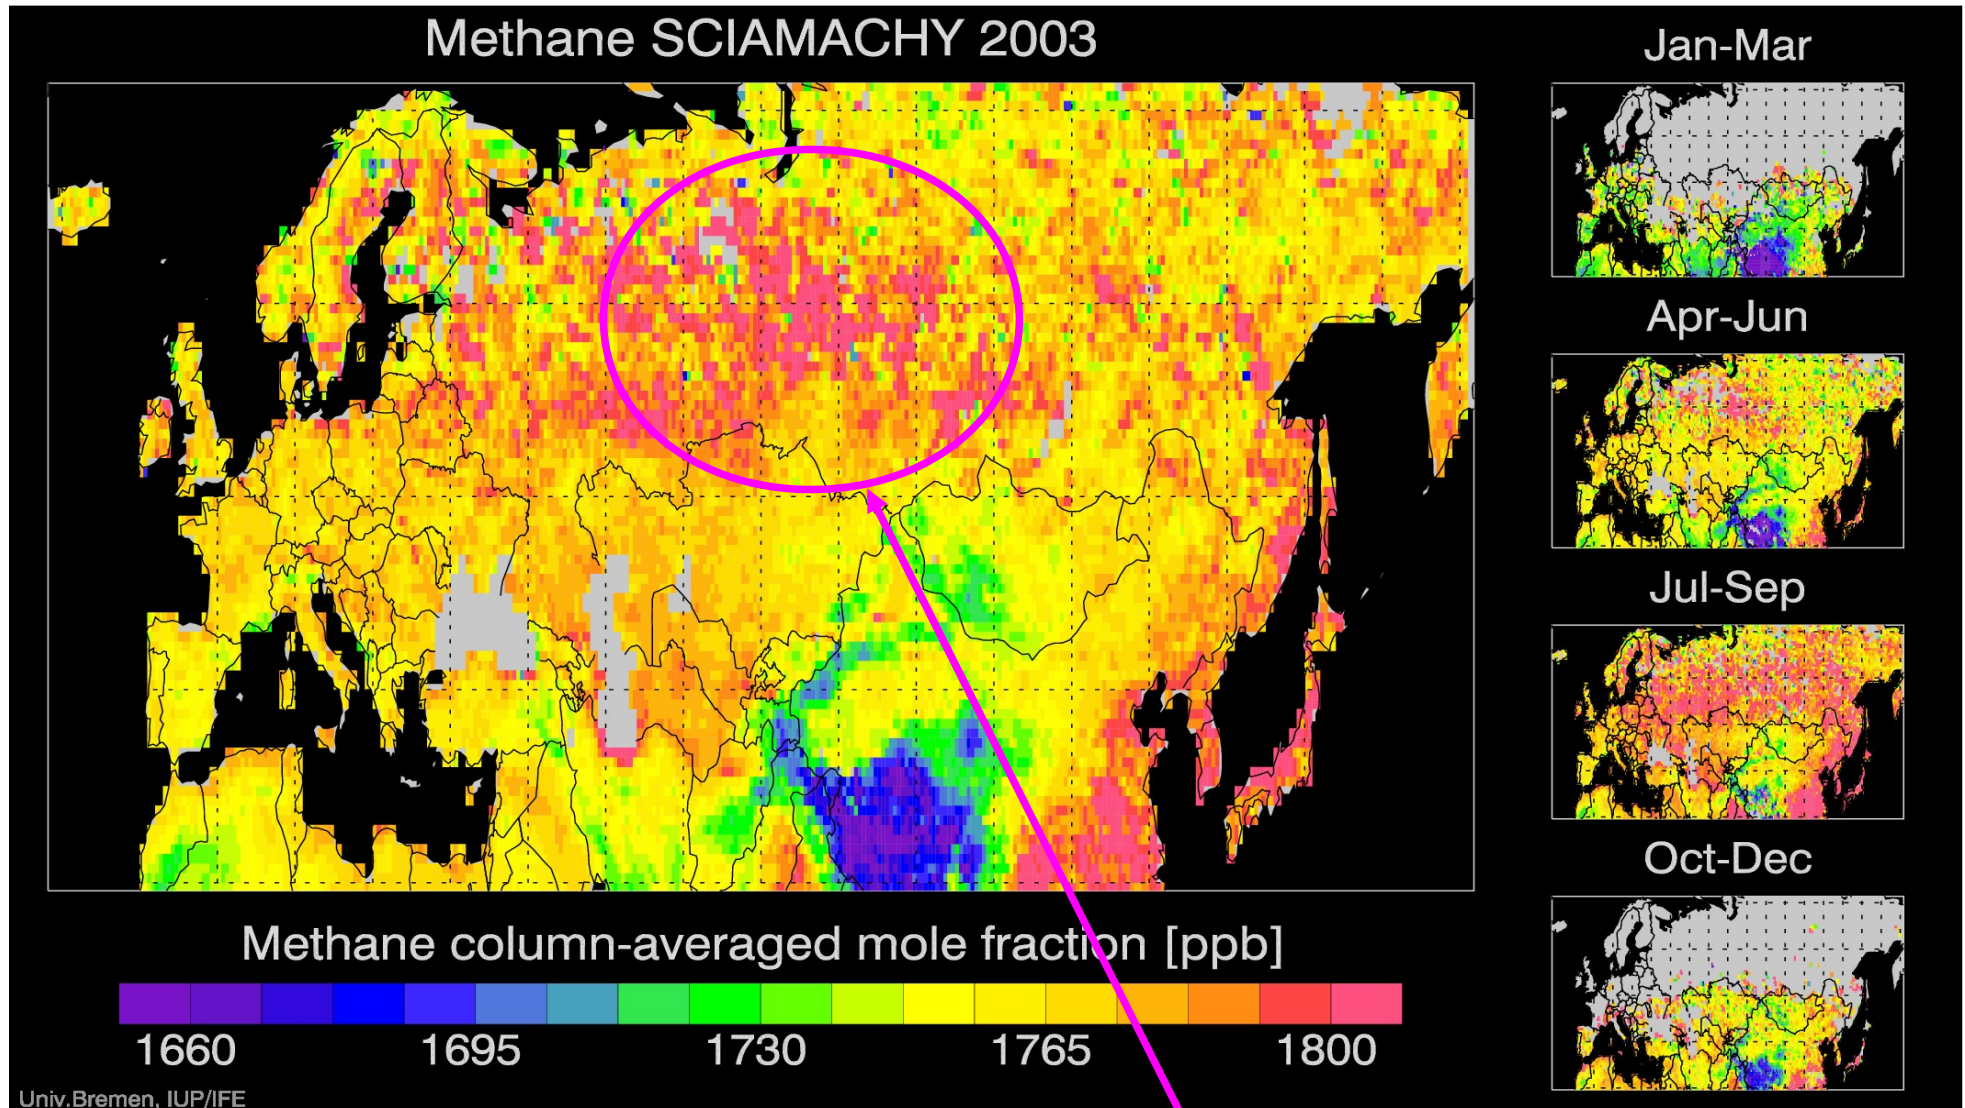 Methane SCIAMACHY 2003
Jan-Mar
Apr-Jun
Jul-Sep
Oct-Dec
Methane column-averaged mole fraction [ppb]
1660 1695 1730 1765 1800
Univ.Bremen, IUP/IFE